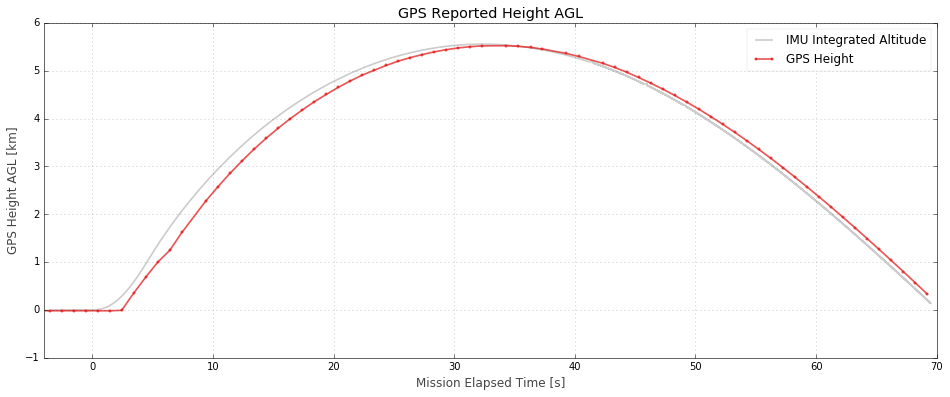 GPS Reported Height AGL
IMU Integrated Altitude
GPS Height
GPS Height AGL [km]
6
5
4
3
2
1
0
−1
0 10 20 30 40 50 60 70
Mission Elapsed Time [s]